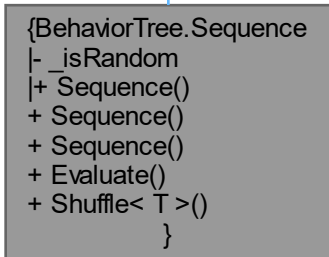 {BehaviorTree.Sequence
|- _isRandom
|+ Sequence()
+ Sequence()
+ Sequence()
+ Evaluate()
+ Shuffle< T >()
}